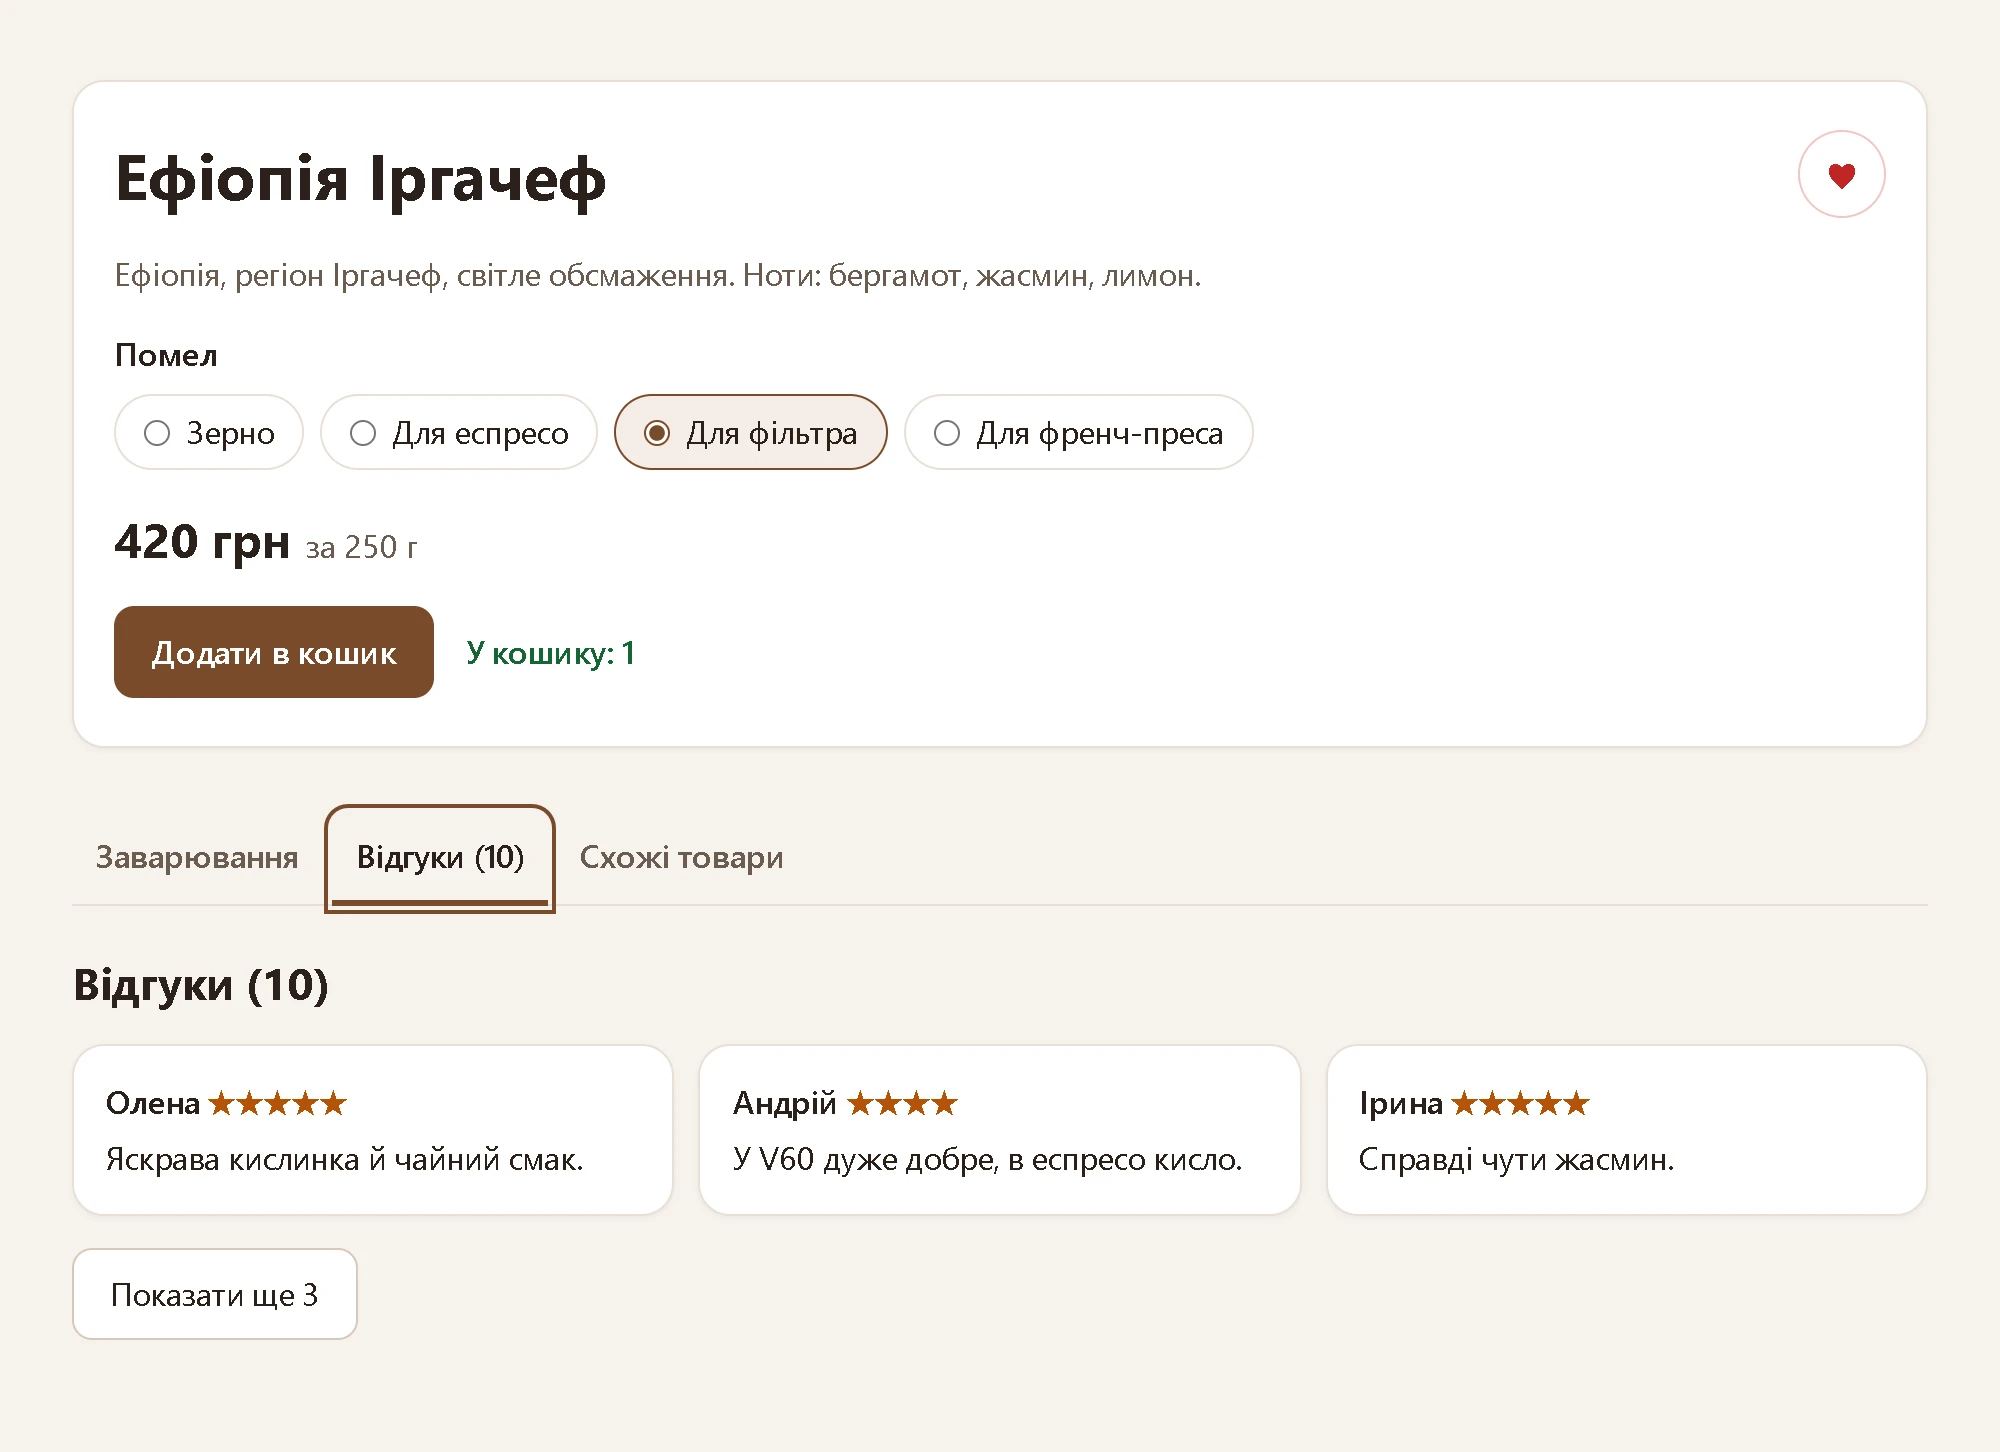 Ефіопія Іргачеф
Ефіопія, регіон Іргачеф, світле обсмаження. Ноти: бергамот, жасмин, лимон.
Помел
Зерно Для еспресо Для фільтра Для френч-преса
420 грн за 250 г
Додати в кошик У кошику: 1
Заварювання Відгуки (10) Схожі товари
Відгуки (10)
Олена ★★★★★
Яскрава кислинка й чайний смак.
Андрій ★★★★
У V60 дуже добре, в еспресо кисло.
Ірина ★★★★★
Справді чути жасмин.
Показати ще 3